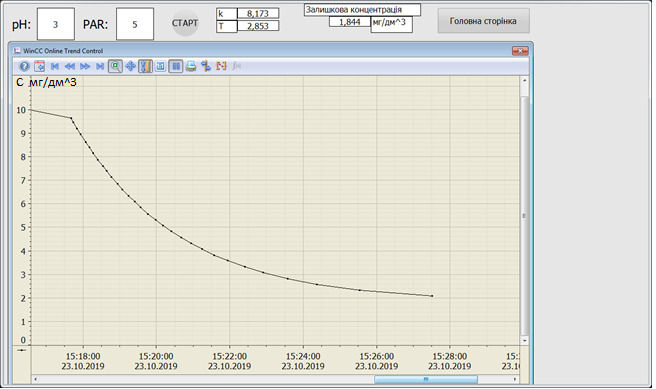 pH: 3 PAR: 5 СТАРТ k 8,173 Залишкова концентрація
T 2,853 1,844 мг/дм^3 Головна сторінка
WinCC Online Trend Control
C мг/дм^3
10
9
8
7
6
5
4
3
2
1
0
15:18:00 15:20:00 15:22:00 15:24:00 15:26:00 15:28:00
23.10.2019 23.10.2019 23.10.2019 23.10.2019 23.10.2019 23.10.2019